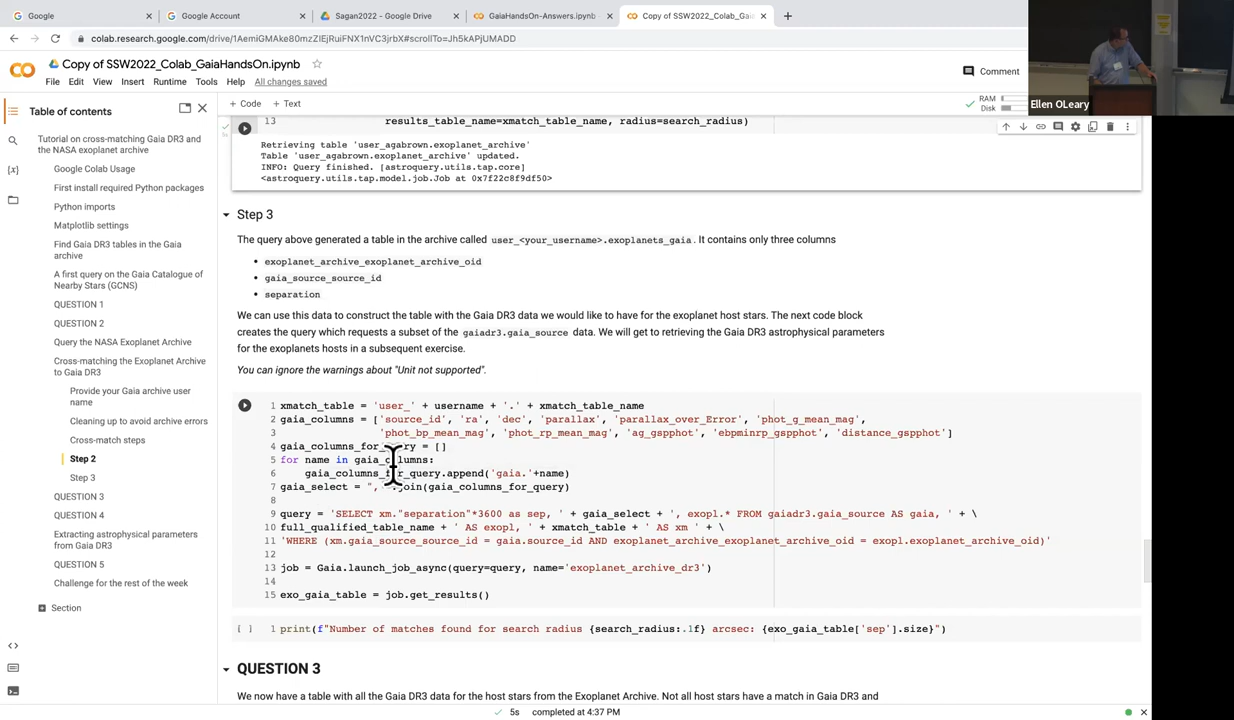 Google
Google Account
Sagan2022 - Google Drive
GaiaHandsOn-Answers.ipynb
Copy of SSW2022_Colab_Gai
colab.research.google.com/drive/1AemiGMAke80mzZIEjRuiFNX1nVC3jrbX#scrollTo=Jh5kAPjUMADD
Copy of SSW2022_Colab_GaiaHandsOn.ipynb
File Edit View Insert Runtime Tools Help All changes saved
Comment
Ellen OLeary
RAM
Disk
+ Code + Text
Table of contents
Tutorial on cross-matching Gaia DR3 and
the NASA exoplanet archive
Google Colab Usage
First install required Python packages
Python imports
Matplotlib settings
Find Gaia DR3 tables in the Gaia
archive
A first query on the Gaia Catalogue of
Nearby Stars (GCNS)
QUESTION 1
QUESTION 2
Query the NASA Exoplanet Archive
Cross-matching the Exoplanet Archive
to Gaia DR3
Provide your Gaia archive user
name
Cleaning up to avoid archive errors
Cross-match steps
Step 2
Step 3
QUESTION 3
QUESTION 4
Extracting astrophysical parameters
from Gaia DR3
QUESTION 5
Challenge for the rest of the week
Section
13 results_table_name=xmatch_table_name, radius=search_radius)
5s
Retrieving table 'user_agabrown.exoplanet_archive'
Table 'user_agabrown.exoplanet_archive' updated.
INFO: Query finished. [astroquery.utils.tap.core]
<astroquery.utils.tap.model.job.Job at 0x7f22c8f9df50>
Step 3
The query above generated a table in the archive called user_<your_username>.exoplanets_gaia. It contains only three columns
• exoplanet_archive_exoplanet_archive_oid
• gaia_source_source_id
• separation
We can use this data to construct the table with the Gaia DR3 data we would like to have for the exoplanet host stars. The next code block
creates the query which requests a subset of the gaiadr3.gaia_source data. We will get to retrieving the Gaia DR3 astrophysical parameters
for the exoplanets hosts in a subsequent exercise.
You can ignore the warnings about "Unit not supported".
1 xmatch_table = 'user_' + username + '.' + xmatch_table_name
2 gaia_columns = ['source_id', 'ra', 'dec', 'parallax', 'parallax_over_Error', 'phot_g_mean_mag',
3 'phot_bp_mean_mag', 'phot_rp_mean_mag', 'ag_gspphot', 'ebpminrp_gspphot', 'distance_gspphot']
4 gaia_columns_for_query = []
5 for name in gaia_columns:
6 gaia_columns_for_query.append('gaia.'+name)
7 gaia_select = ", ".join(gaia_columns_for_query)
8
9 query = 'SELECT xm."separation"*3600 as sep, ' + gaia_select + ', exopl.* FROM gaiadr3.gaia_source AS gaia, ' + \
10 full_qualified_table_name + ' AS exopl, ' + xmatch_table + ' AS xm ' + \
11 'WHERE (xm.gaia_source_source_id = gaia.source_id AND exoplanet_archive_exoplanet_archive_oid = exopl.exoplanet_archive_oid)'
12
13 job = Gaia.launch_job_async(query=query, name='exoplanet_archive_dr3')
14
15 exo_gaia_table = job.get_results()
[ ] 1 print(f"Number of matches found for search radius {search_radius:.1f} arcsec: {exo_gaia_table['sep'].size}")
QUESTION 3
We now have a table with all the Gaia DR3 data for the host stars from the Exoplanet Archive. Not all host stars have a match in Gaia DR3 and
5s completed at 4:37 PM